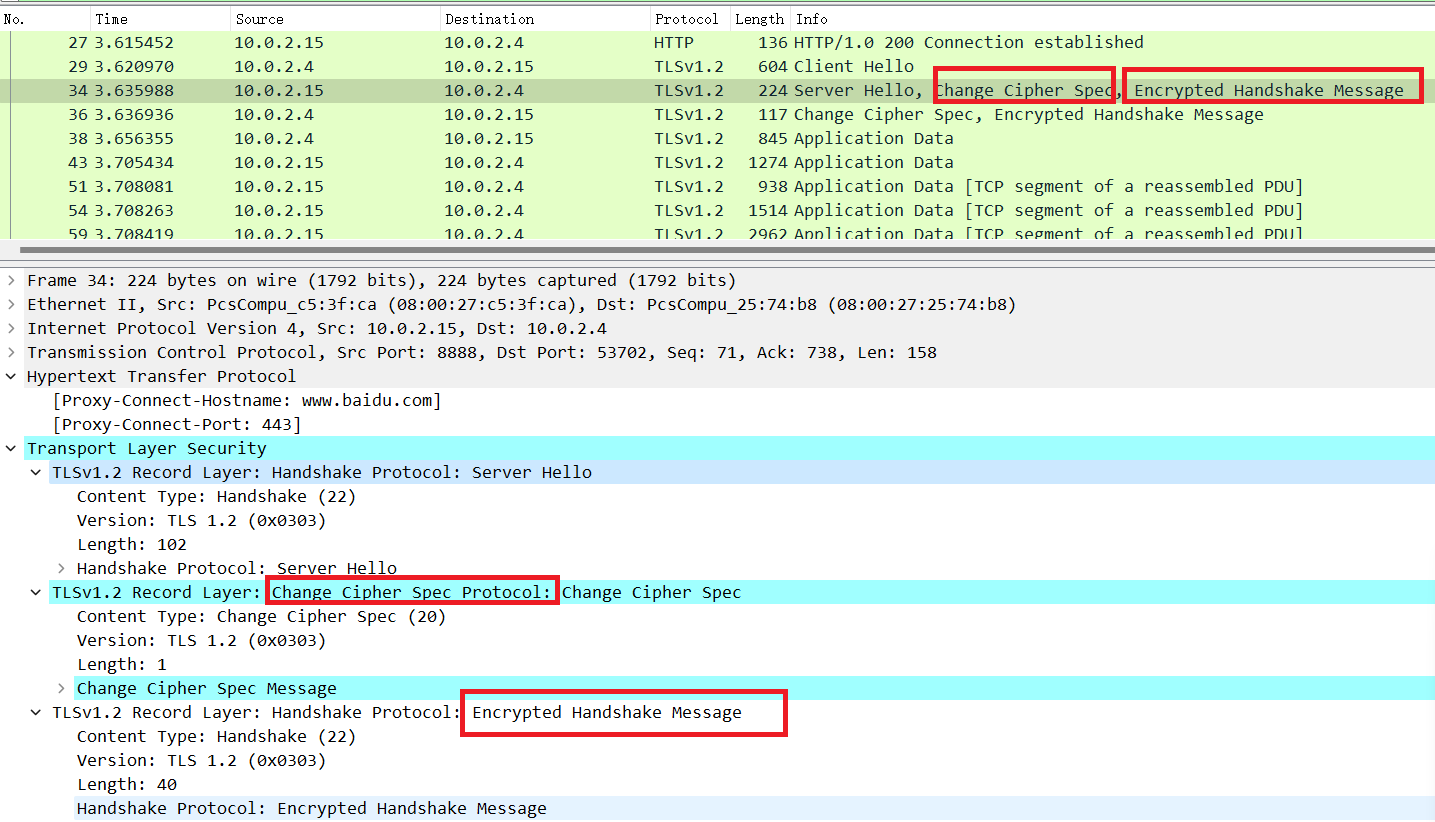 No. Time Source Destination Protocol Length Info
27 3.615452 10.0.2.15 10.0.2.4 HTTP 136 HTTP/1.0 200 Connection established
29 3.620970 10.0.2.4 10.0.2.15 TLSv1.2 604 Client Hello
34 3.635988 10.0.2.15 10.0.2.4 TLSv1.2 224 Server Hello, Change Cipher Spec, Encrypted Handshake Message
36 3.636936 10.0.2.4 10.0.2.15 TLSv1.2 117 Change Cipher Spec, Encrypted Handshake Message
38 3.656355 10.0.2.4 10.0.2.15 TLSv1.2 845 Application Data
43 3.705434 10.0.2.15 10.0.2.4 TLSv1.2 1274 Application Data
51 3.708081 10.0.2.15 10.0.2.4 TLSv1.2 938 Application Data [TCP segment of a reassembled PDU]
54 3.708263 10.0.2.15 10.0.2.4 TLSv1.2 1514 Application Data [TCP segment of a reassembled PDU]
59 3.708419 10.0.2.15 10.0.2.4 TLSv1.2 2962 Application Data [TCP segment of a reassembled PDU]
Frame 34: 224 bytes on wire (1792 bits), 224 bytes captured (1792 bits)
Ethernet II, Src: PcsCompu_c5:3f:ca (08:00:27:c5:3f:ca), Dst: PcsCompu_25:74:b8 (08:00:27:25:74:b8)
Internet Protocol Version 4, Src: 10.0.2.15, Dst: 10.0.2.4
Transmission Control Protocol, Src Port: 8888, Dst Port: 53702, Seq: 71, Ack: 738, Len: 158
Hypertext Transfer Protocol
[Proxy-Connect-Hostname: www.baidu.com]
[Proxy-Connect-Port: 443]
Transport Layer Security
TLSv1.2 Record Layer: Handshake Protocol: Server Hello
Content Type: Handshake (22)
Version: TLS 1.2 (0x0303)
Length: 102
Handshake Protocol: Server Hello
TLSv1.2 Record Layer: Change Cipher Spec Protocol: Change Cipher Spec
Content Type: Change Cipher Spec (20)
Version: TLS 1.2 (0x0303)
Length: 1
Change Cipher Spec Message
TLSv1.2 Record Layer: Handshake Protocol: Encrypted Handshake Message
Content Type: Handshake (22)
Version: TLS 1.2 (0x0303)
Length: 40
Handshake Protocol: Encrypted Handshake Message